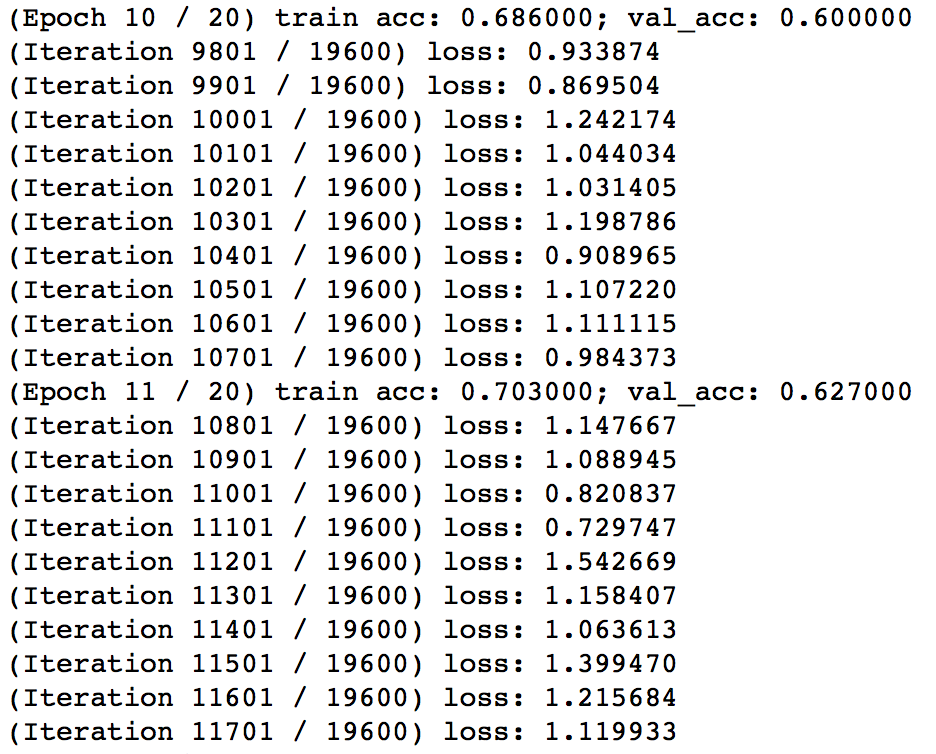 (Epoch 10 / 20) train acc: 0.686000; val_acc: 0.600000
(Iteration 9801 / 19600) loss: 0.933874
(Iteration 9901 / 19600) loss: 0.869504
(Iteration 10001 / 19600) loss: 1.242174
(Iteration 10101 / 19600) loss: 1.044034
(Iteration 10201 / 19600) loss: 1.031405
(Iteration 10301 / 19600) loss: 1.198786
(Iteration 10401 / 19600) loss: 0.908965
(Iteration 10501 / 19600) loss: 1.107220
(Iteration 10601 / 19600) loss: 1.111115
(Iteration 10701 / 19600) loss: 0.984373
(Epoch 11 / 20) train acc: 0.703000; val_acc: 0.627000
(Iteration 10801 / 19600) loss: 1.147667
(Iteration 10901 / 19600) loss: 1.088945
(Iteration 11001 / 19600) loss: 0.820837
(Iteration 11101 / 19600) loss: 0.729747
(Iteration 11201 / 19600) loss: 1.542669
(Iteration 11301 / 19600) loss: 1.158407
(Iteration 11401 / 19600) loss: 1.063613
(Iteration 11501 / 19600) loss: 1.399470
(Iteration 11601 / 19600) loss: 1.215684
(Iteration 11701 / 19600) loss: 1.119933